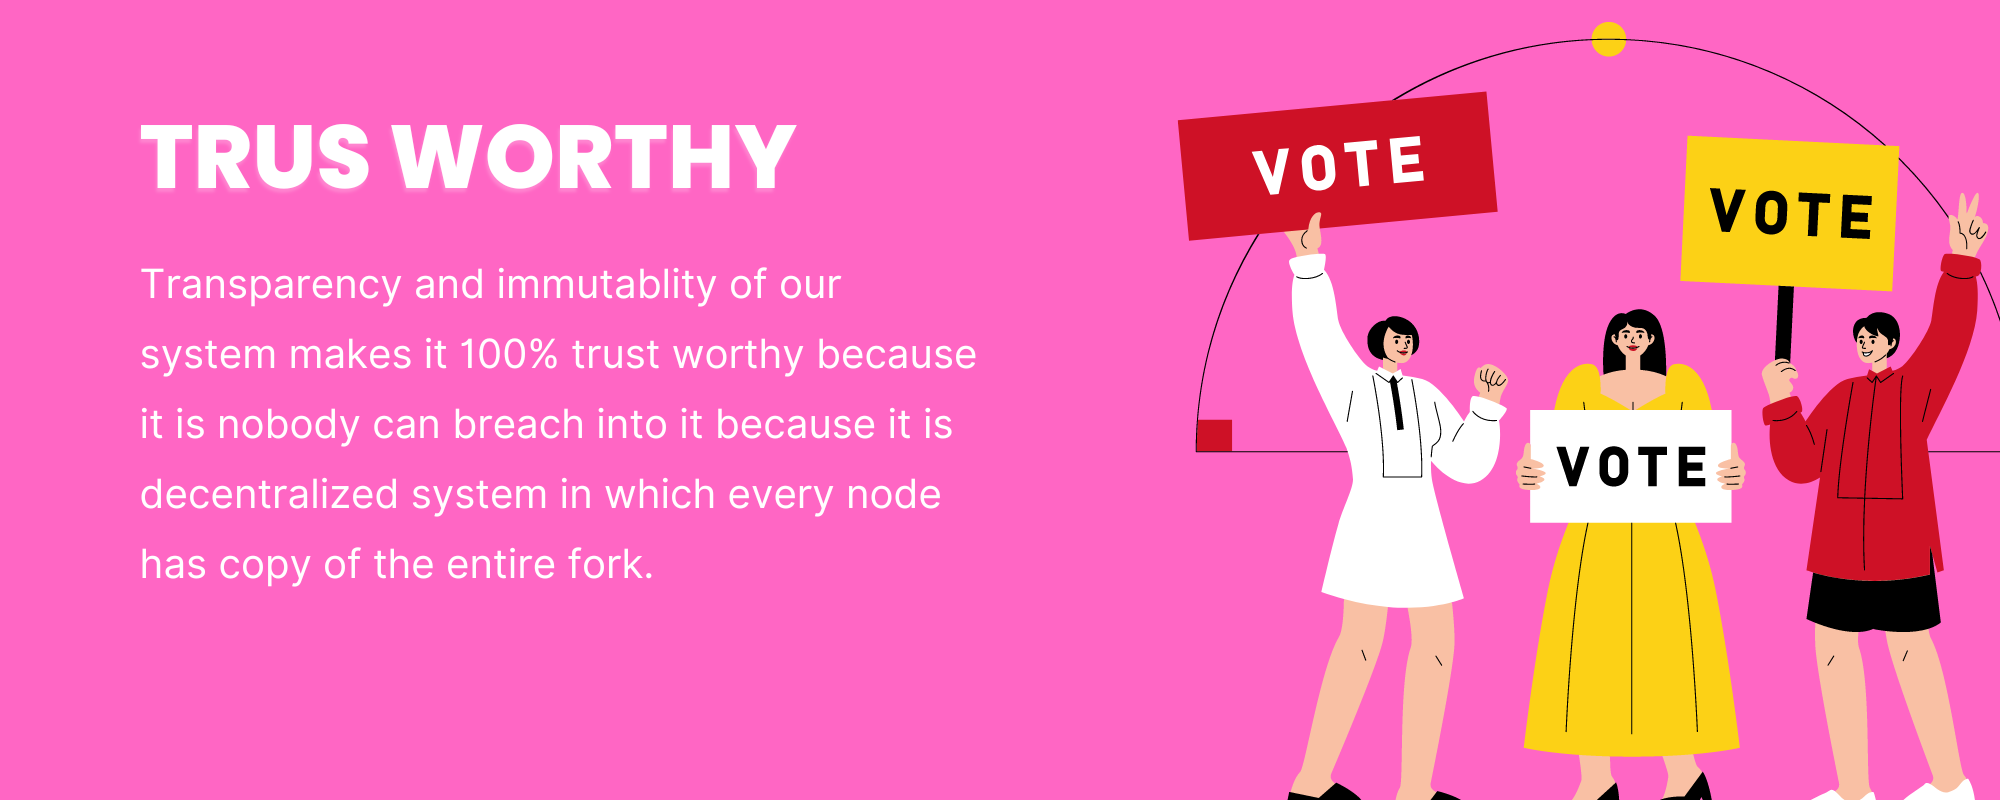 TRUS WORTHY
Transparency and immutablity of our
system makes it 100% trust worthy because
it is nobody can breach into it because it is
decentralized system in which every node
has copy of the entire fork.
VOTE
VOTE
VOTE